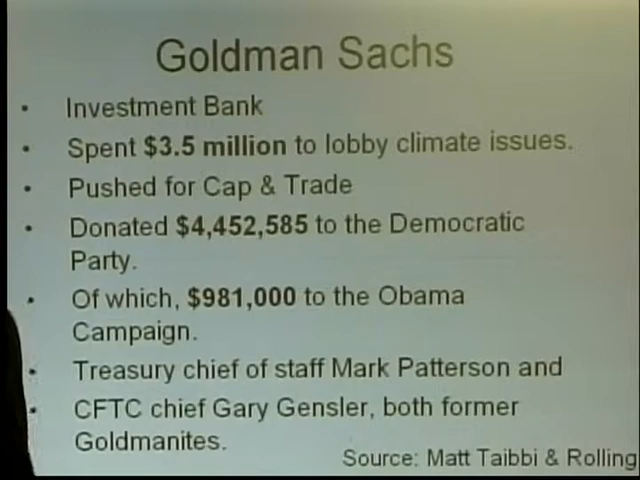 Goldman Sachs
• Investment Bank
• Spent $3.5 million to lobby climate issues.
• Pushed for Cap & Trade
• Donated $4,452,585 to the Democratic
Party.
• Of which, $981,000 to the Obama
Campaign.
• Treasury chief of staff Mark Patterson and
• CFTC chief Gary Gensler, both former
Goldmanites.
Source: Matt Taibbi & Rolling